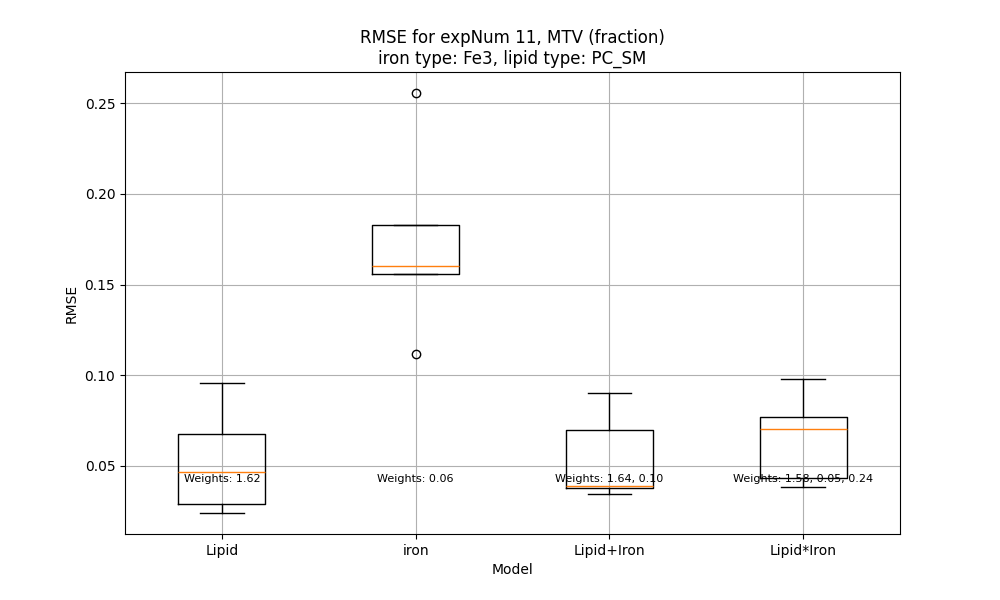 RMSE for expNum 11, MTV (fraction)
iron type: Fe3, lipid type: PC_SM
RMSE
0.25
0.20
0.15
0.10
0.05
Weights: 1.62
Weights: 0.06
Weights: 1.64, 0.10
Weights: 1.58, 0.05, 0.24
Lipid
iron
Lipid+Iron
Lipid*Iron
Model